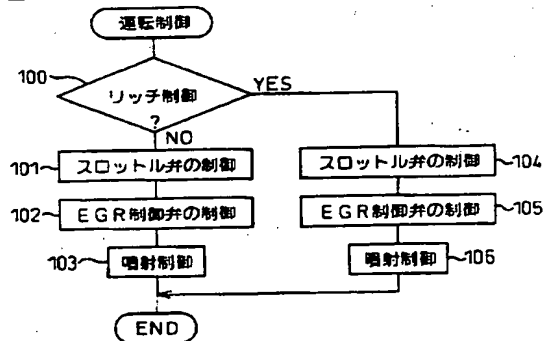 運転制御
100
リッチ制御
?
YES
NO
101
スロットル弁の制御
スロットル弁の制御
104
102
EGR制御弁の制御
EGR制御弁の制御
105
103
噴射制御
噴射制御
106
END